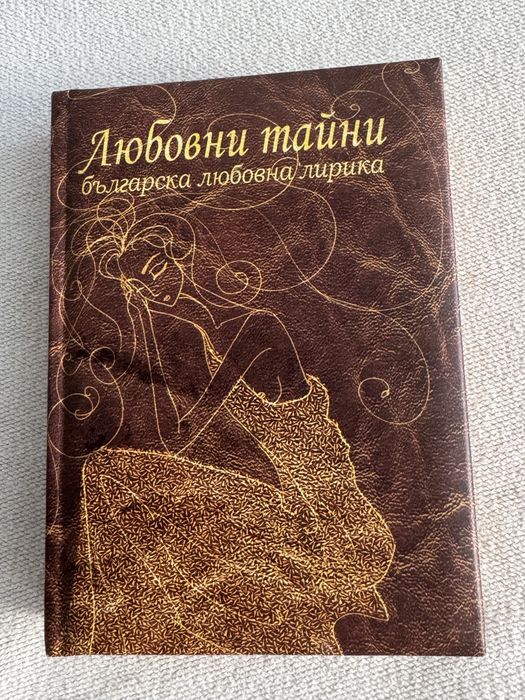 Любовни тайни
българска любовна лирика